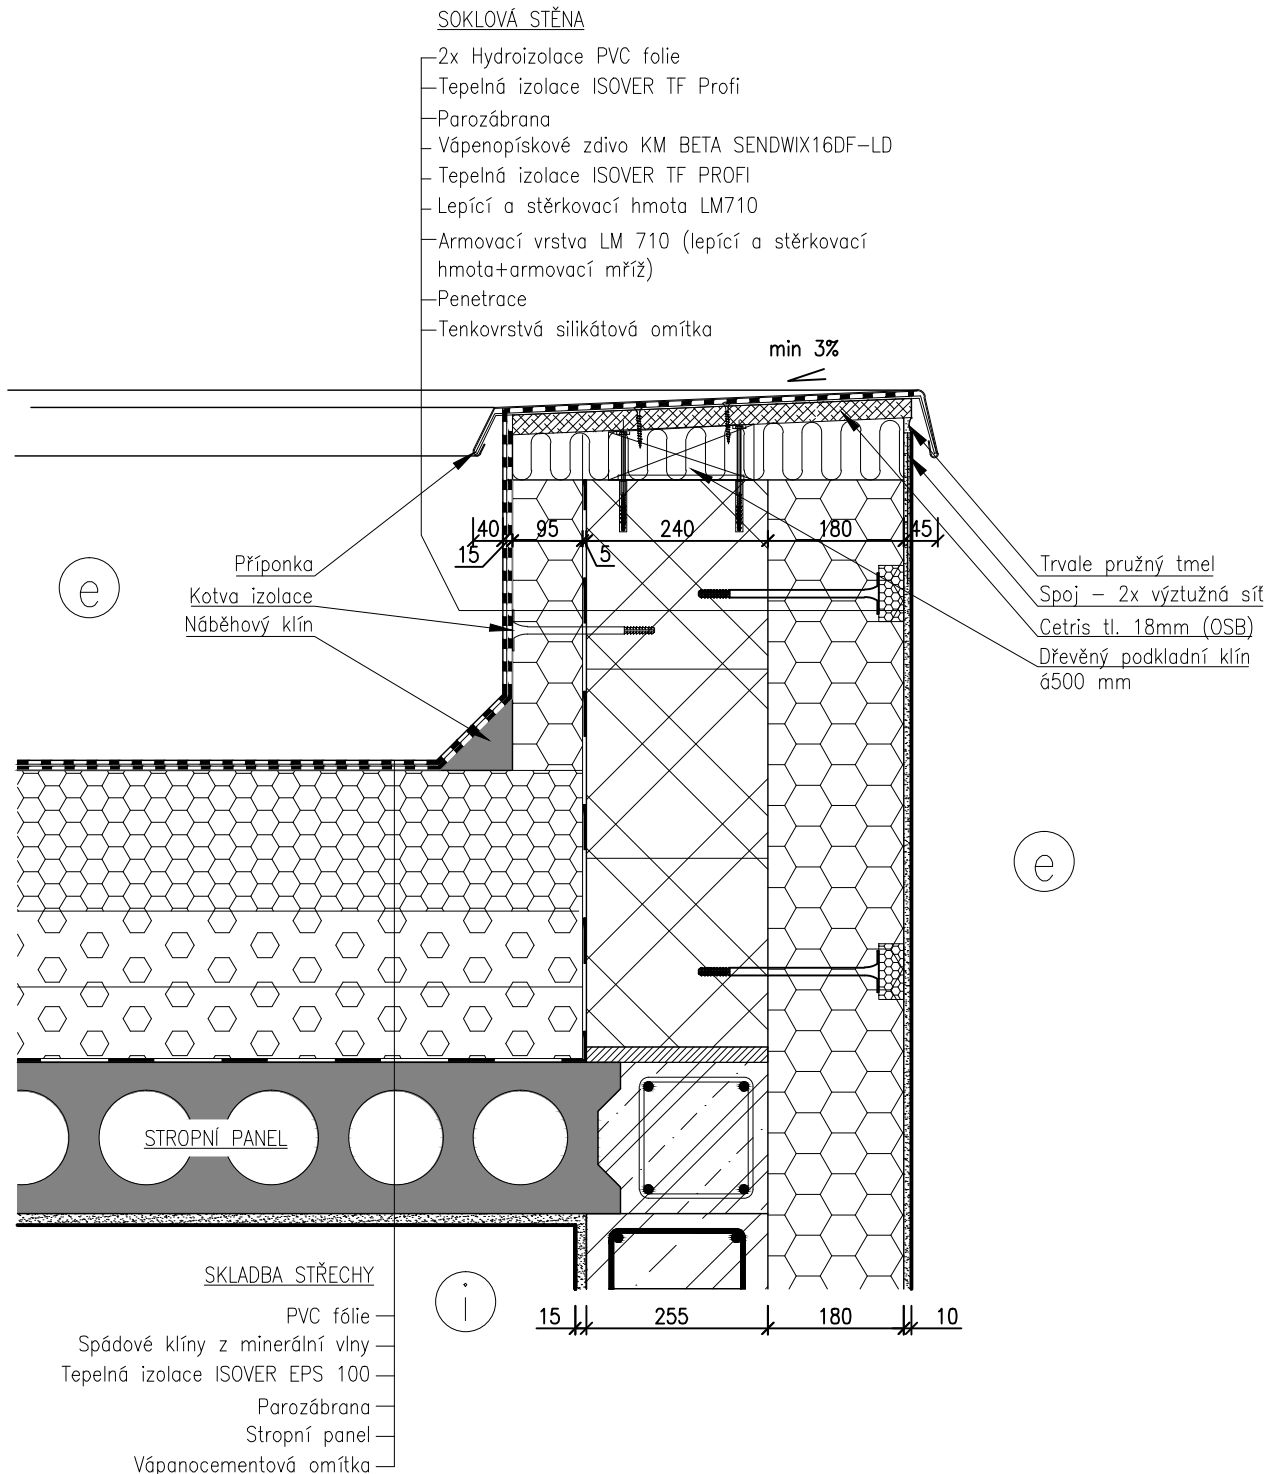 SOKLOVÁ STĚNA
2x Hydroizolace PVC folie
Tepelná izolace ISOVER TF Profi
Parozábrana
Vápenopískové zdivo KM BETA SENDWIX16DF-LD
Tepelná izolace ISOVER TF PROFI
Lepící a stěrkovací hmota LM710
Armovací vrstva LM 710 (lepící a stěrkovací
hmota+armovací mříž)
Penetrace
Tenkovrstvá silikátová omítka
min 3%
40 95 240 180 45
15 5
e
Příponka
Kotva izolace
Náběhový klín
Trvale pružný tmel
Spoj – 2x výztužná síť
Cetris tl. 18mm (OSB)
Dřevěný podkladní klín
á500 mm
e
STROPNÍ PANEL
SKLADBA STŘECHY
i
PVC fólie
Spádové klíny z minerální vlny
Tepelná izolace ISOVER EPS 100
Parozábrana
Stropní panel
Vápanocementová omítka
15 255 180 10